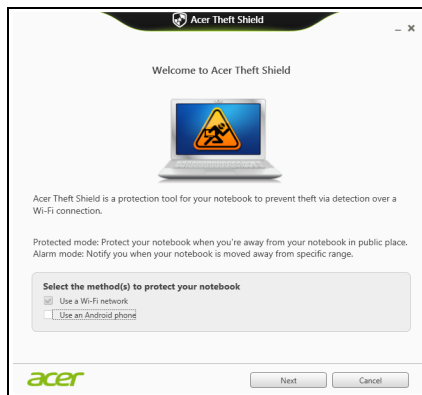 Acer Theft Shield
Welcome to Acer Theft Shield
Acer Theft Shield is a protection tool for your notebook to prevent theft via detection over a
Wi-Fi connection.
Protected mode: Protect your notebook when you're away from your notebook in public place.
Alarm mode: Notify you when your notebook is moved away from specific range.
Select the method(s) to protect your notebook
Use a Wi-Fi network
Use an Android phone
acer
Next
Cancel